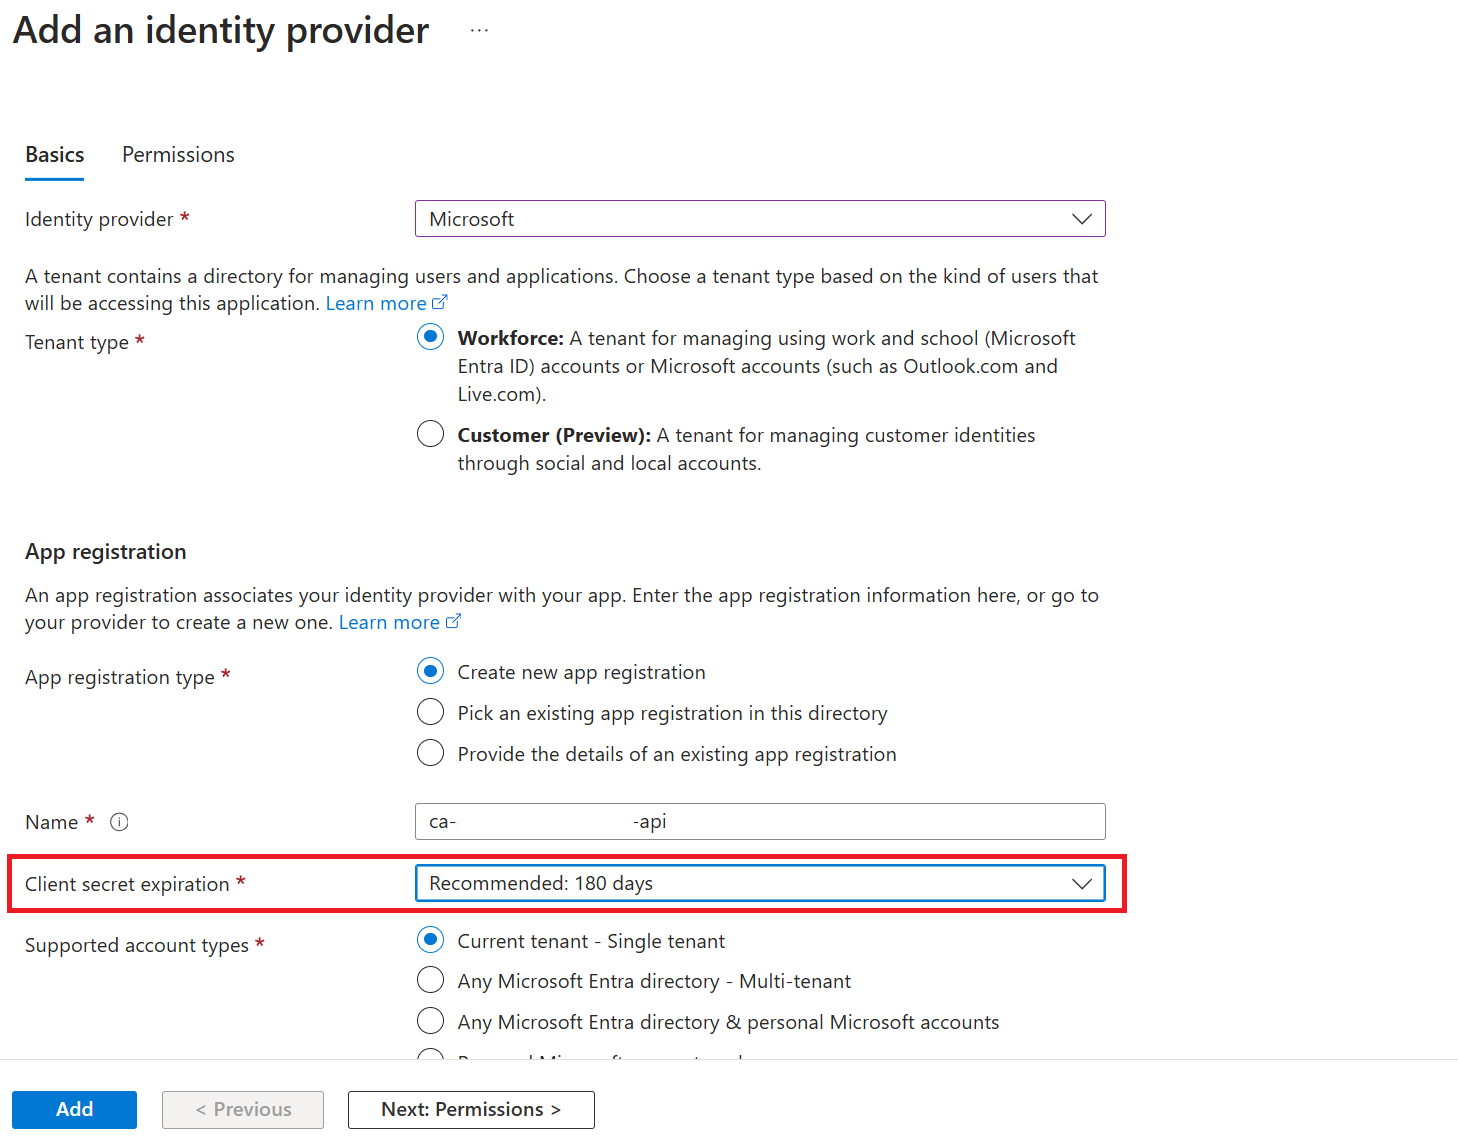 Add an identity provider ...
Basics Permissions
Identity provider * Microsoft
A tenant contains a directory for managing users and applications. Choose a tenant type based on the kind of users that
will be accessing this application. Learn more
Tenant type *
Workforce: A tenant for managing using work and school (Microsoft
Entra ID) accounts or Microsoft accounts (such as Outlook.com and
Live.com).
Customer (Preview): A tenant for managing customer identities
through social and local accounts.
App registration
An app registration associates your identity provider with your app. Enter the app registration information here, or go to
your provider to create a new one. Learn more
App registration type *
Create new app registration
Pick an existing app registration in this directory
Provide the details of an existing app registration
Name * ca- -api
Client secret expiration * Recommended: 180 days
Supported account types *
Current tenant - Single tenant
Any Microsoft Entra directory - Multi-tenant
Any Microsoft Entra directory & personal Microsoft accounts
Add < Previous Next: Permissions >